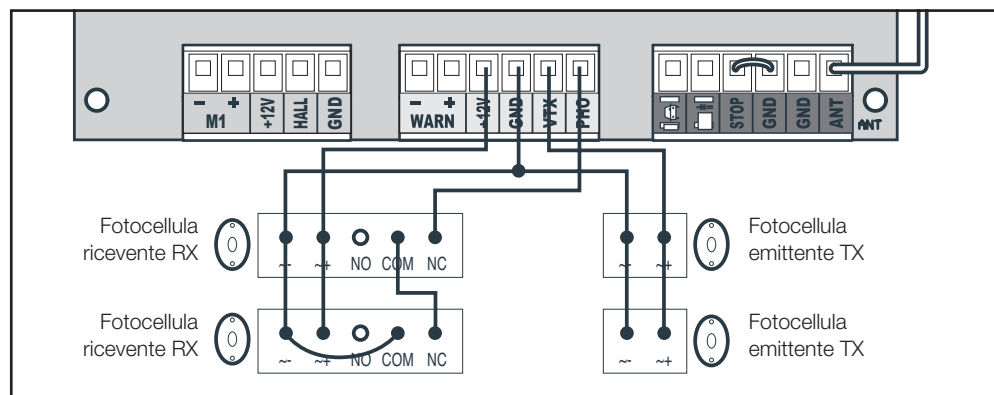 - + M1 +12V HALL GND
- + WARN +12V GND VTX PHO
STOP GND GND ANT
ANT
Fotocellula
ricevente RX
~- ~+ NO COM NC
~- ~+
Fotocellula
emittente TX
Fotocellula
ricevente RX
~- ~+ NO COM NC
~- ~+
Fotocellula
emittente TX